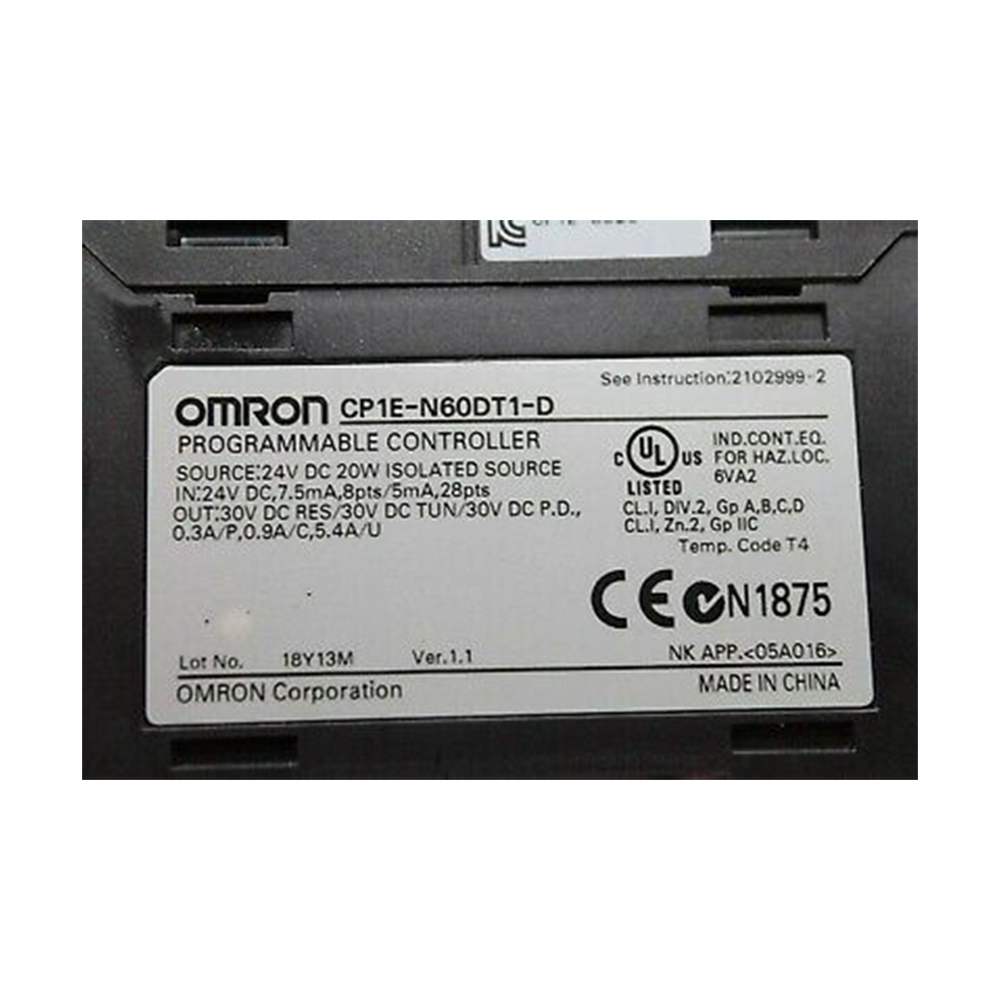 OMRON CP1E-N60DT1-D
See Instruction:2102999-2
PROGRAMMABLE CONTROLLER
SOURCE:24V DC 20W ISOLATED SOURCE
IN:24V DC,7.5mA,8pts/5mA,28pts
OUT:30V DC RES/30V DC TUN/30V DC P.D.,
0.3A/P,0.9A/C,5.4A/U
C UL US
LISTED
IND.CONT.EQ.
FOR HAZ.LOC.
6VA2
CL.I, DIV.2, Gp A,B,C,D
CL.I, Zn.2, Gp IIC
Temp. Code T4
CE N1875
Lot No. 18Y13M Ver.1.1
NK APP.<05A016>
OMRON Corporation
MADE IN CHINA